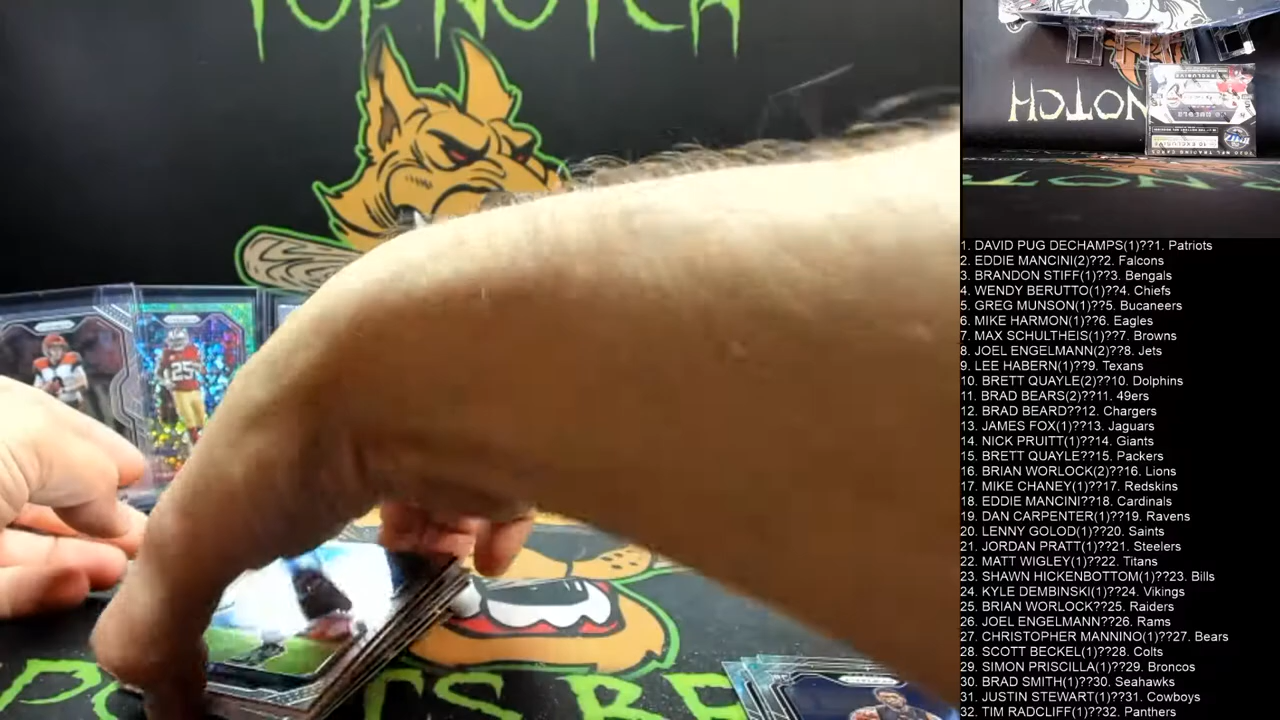 TOP NOTCH
25
NOTCH
1. DAVID PUG DECHAMPS(1)??1. Patriots
2. EDDIE MANCINI(2)??2. Falcons
3. BRANDON STIFF(1)??3. Bengals
4. WENDY BERUTTO(1)??4. Chiefs
5. GREG MUNSON(1)??5. Bucaneers
6. MIKE HARMON(1)??6. Eagles
7. MAX SCHULTHEIS(1)??7. Browns
8. JOEL ENGELMANN(2)??8. Jets
9. LEE HABERN(1)??9. Texans
10. BRETT QUAYLE(2)??10. Dolphins
11. BRAD BEARS(2)??11. 49ers
12. BRAD BEARD??12. Chargers
13. JAMES FOX(1)??13. Jaguars
14. NICK PRUITT(1)??14. Giants
15. BRETT QUAYLE??15. Packers
16. BRIAN WORLOCK(2)??16. Lions
17. MIKE CHANEY(1)??17. Redskins
18. EDDIE MANCINI??18. Cardinals
19. DAN CARPENTER(1)??19. Ravens
20. LENNY GOLOD(1)??20. Saints
21. JORDAN PRATT(1)??21. Steelers
22. MATT WIGLEY(1)??22. Titans
23. SHAWN HICKENBOTTOM(1)??23. Bills
24. KYLE DEMBINSKI(1)??24. Vikings
25. BRIAN WORLOCK??25. Raiders
26. JOEL ENGELMANN??26. Rams
27. CHRISTOPHER MANNINO(1)??27. Bears
28. SCOTT BECKEL(1)??28. Colts
29. SIMON PRISCILLA(1)??29. Broncos
30. BRAD SMITH(1)??30. Seahawks
31. JUSTIN STEWART(1)??31. Cowboys
32. TIM RADCLIFF(1)??32. Panthers